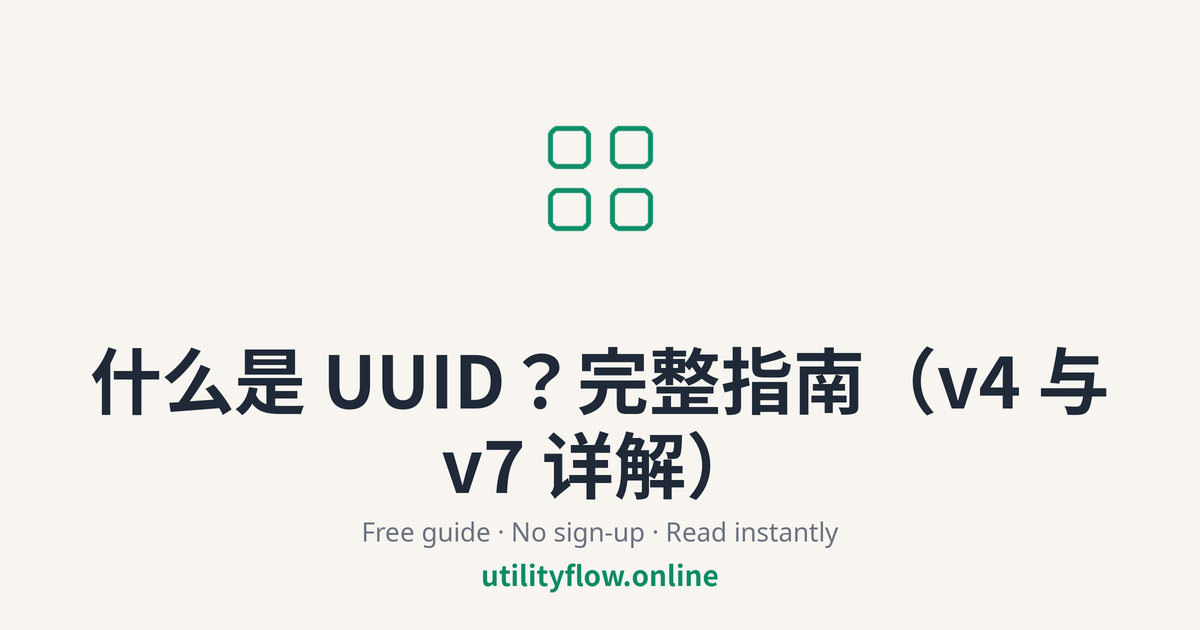 什么是 UUID？完整指南（v4 与
v7 详解）
Free guide · No sign-up · Read instantly
utilityflow.online